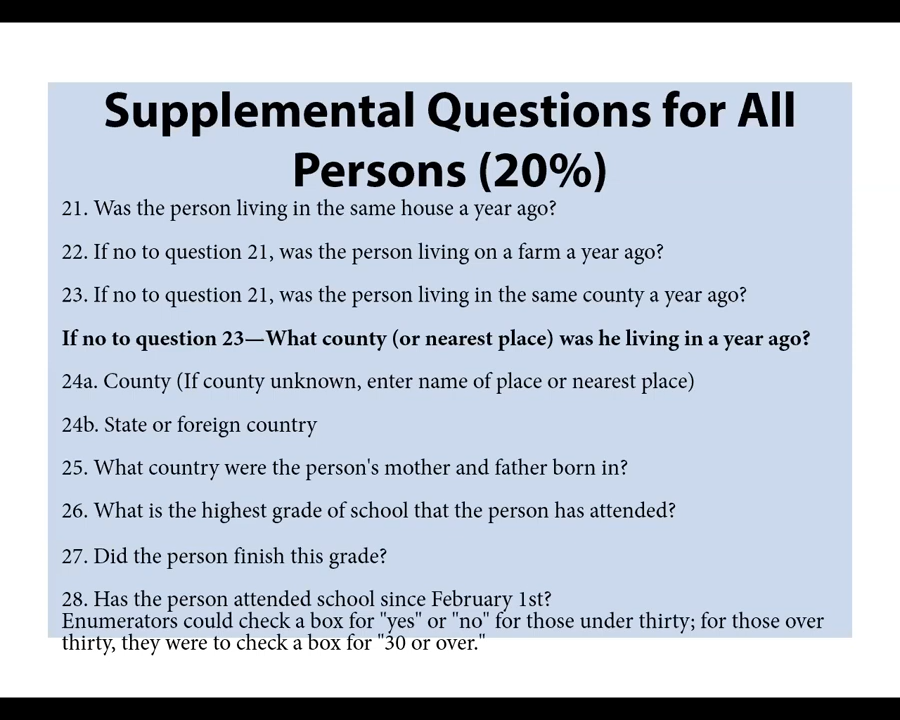 Supplemental Questions for All
Persons (20%)
21. Was the person living in the same house a year ago?
22. If no to question 21, was the person living on a farm a year ago?
23. If no to question 21, was the person living in the same county a year ago?
If no to question 23—What county (or nearest place) was he living in a year ago?
24a. County (If county unknown, enter name of place or nearest place)
24b. State or foreign country
25. What country were the person's mother and father born in?
26. What is the highest grade of school that the person has attended?
27. Did the person finish this grade?
28. Has the person attended school since February 1st?
Enumerators could check a box for "yes" or "no" for those under thirty; for those over
thirty, they were to check a box for "30 or over."